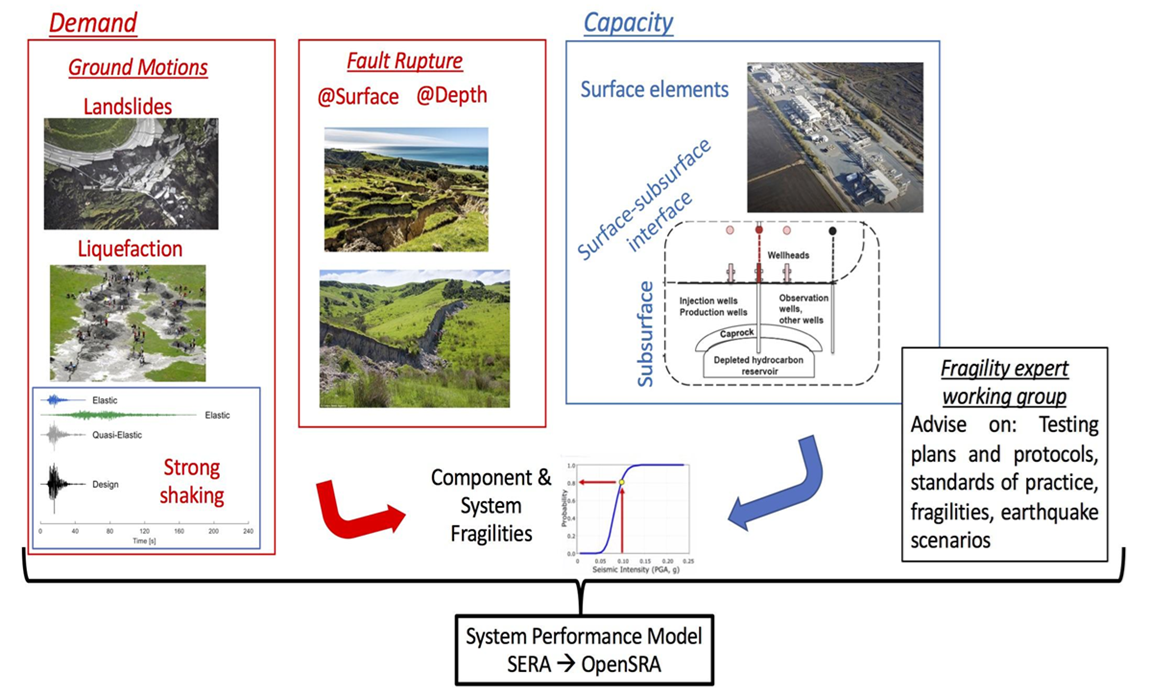 Demand
Ground Motions
Landslides
Liquefaction
Elastic
Elastic
Quasi-Elastic
Design
Strong
shaking
0 40 80 120 160 200 240
Time [s]
Fault Rupture
@Surface @Depth
Capacity
Surface elements
Surface-subsurface
interface
Subsurface
Wellheads
Injection wells
Production wells
Observation
wells,
other wells
Caprock
Depleted hydrocarbon
reservoir
Fragility expert
working group
Advise on: Testing
plans and protocols,
standards of practice,
fragilities, earthquake
scenarios
Component &
System
Fragilities
Probability
1.0
0.8
0.6
0.4
0.2
0.0
0 0.05 0.10 0.15 0.20 0.25
Seismic Intensity (PGA, g)
System Performance Model
SERA → OpenSRA